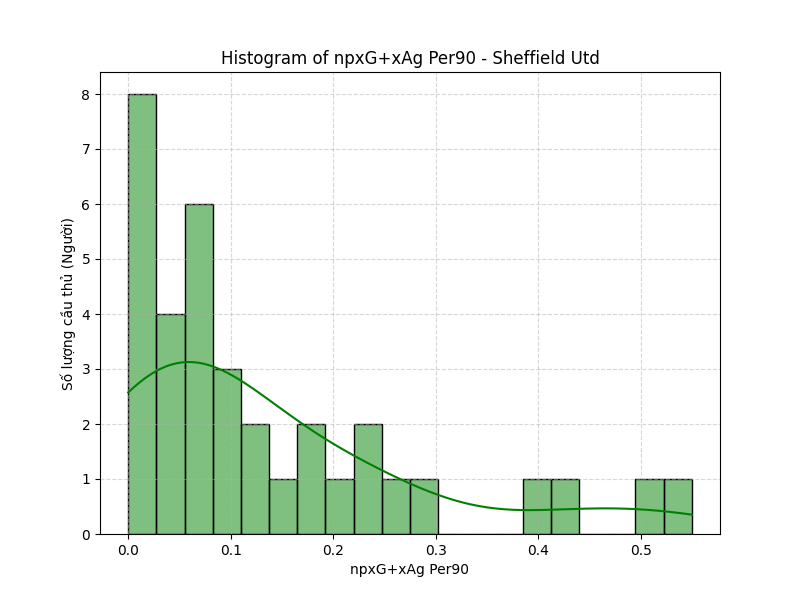 Histogram of npxG+xAg Per90 - Sheffield Utd
Số lượng cầu thủ (Người)
8
7
6
5
4
3
2
1
0
0.0 0.1 0.2 0.3 0.4 0.5
npxG+xAg Per90